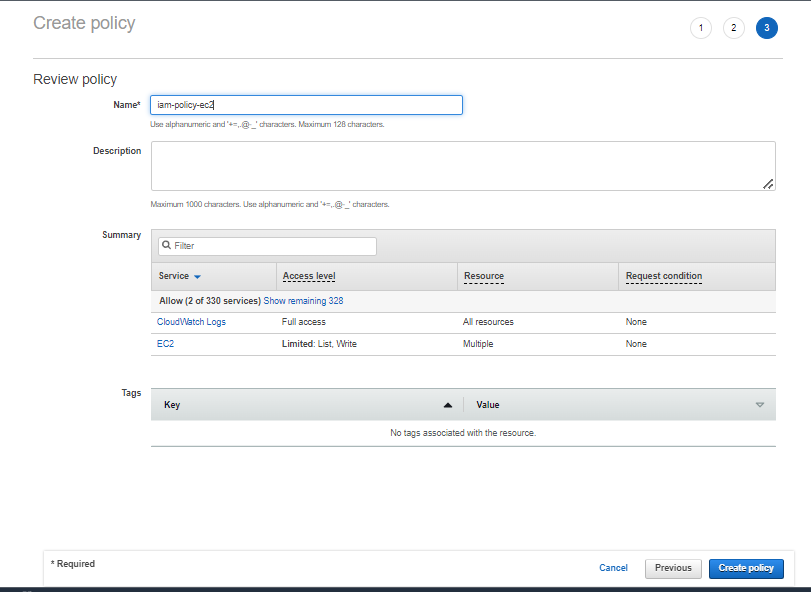 Create policy
1 2 3
Review policy
Name* iam-policy-ec2
Use alphanumeric and '+=,.@-_' characters. Maximum 128 characters.
Description
Maximum 1000 characters. Use alphanumeric and '+=,.@-_' characters.
Summary Filter
Service Access level Resource Request condition
Allow (2 of 330 services) Show remaining 328
CloudWatch Logs Full access All resources None
EC2 Limited: List, Write Multiple None
Tags Key Value
No tags associated with the resource.
* Required Cancel Previous Create policy